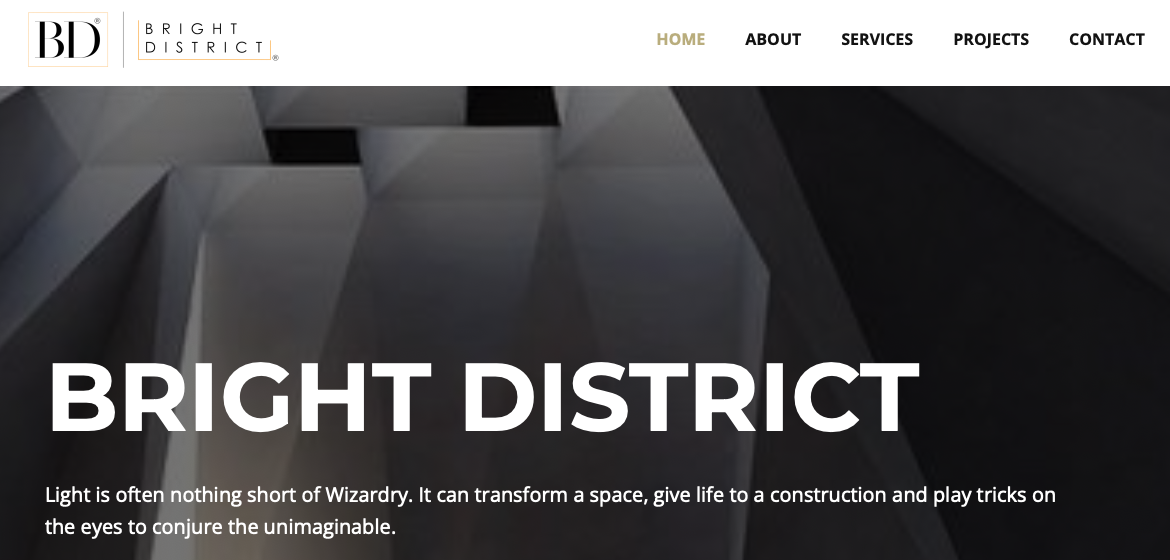 BD®
BRIGHT
DISTRICT®
HOME ABOUT SERVICES PROJECTS CONTACT
BRIGHT DISTRICT
Light is often nothing short of Wizardry. It can transform a space, give life to a construction and play tricks on
the eyes to conjure the unimaginable.